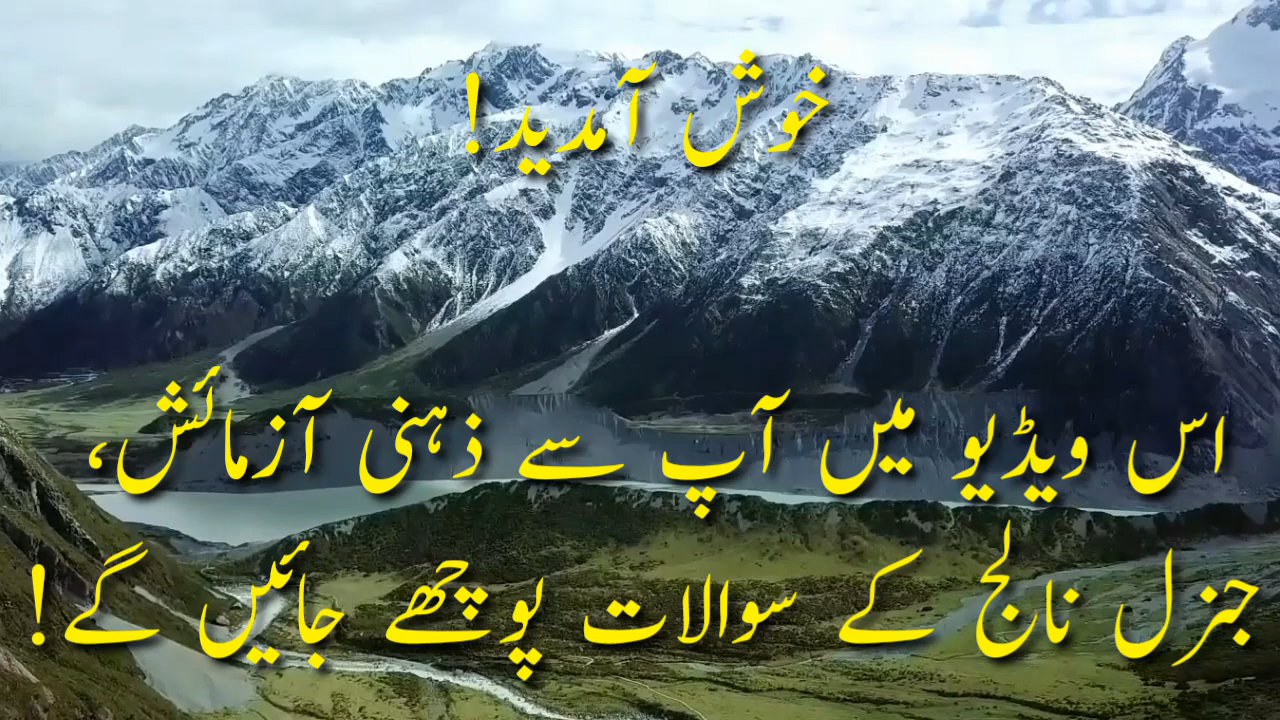 خوش آمدید!
اس ویڈیو میں آپ سے ذہنی آزمائش،
جنرل نالج کے سوالات پوچھے جائیں گے!